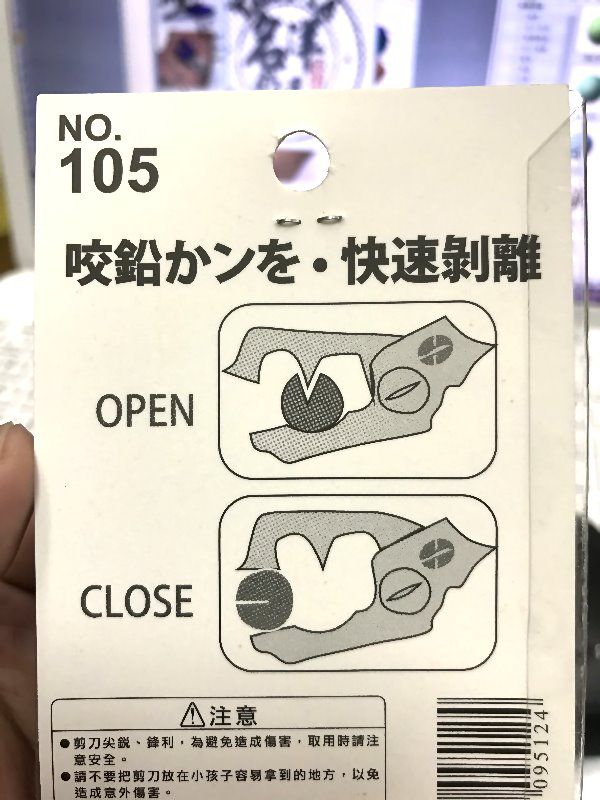 NO.
105
咬鉛かンを・快速剝離
OPEN
CLOSE
注意
●剪刀尖銳、鋒利，為避免造成傷害，取用時請注
意安全。
●請不要把剪刀放在小孩子容易拿到的地方，以免
造成意外傷害。
095124